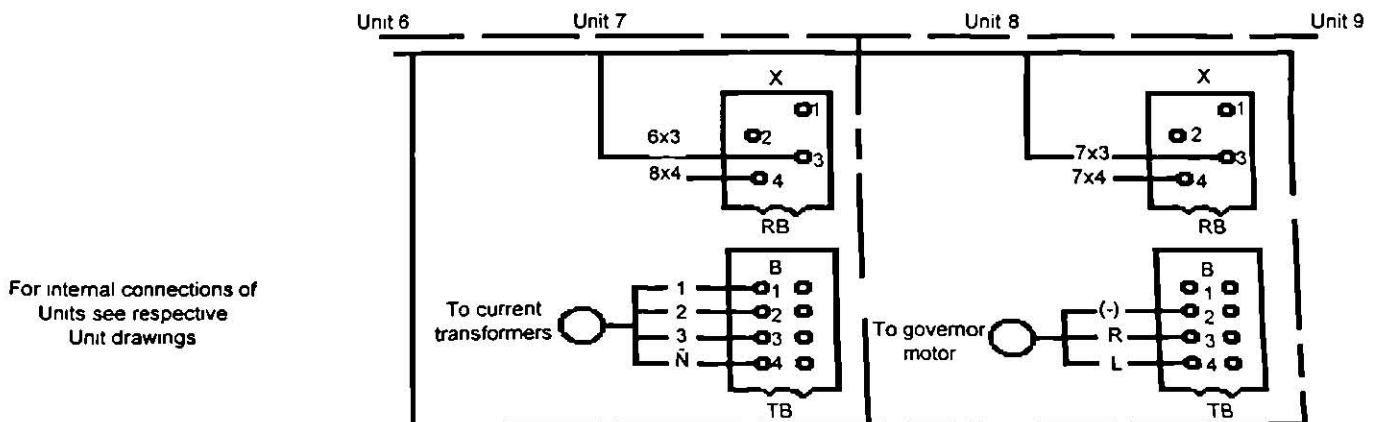 Unit 6
Unit 7
Unit 8
Unit 9
X
1
2
6x3
3
8x4
4
RB
X
1
2
7x3
3
7x4
4
RB
For internal connections of
Units see respective
Unit drawings
To current
transformers
B
1 1
2 2
3 3
Ñ 4
TB
To governor
motor
B
1
(-) 2
R 3
L 4
TB